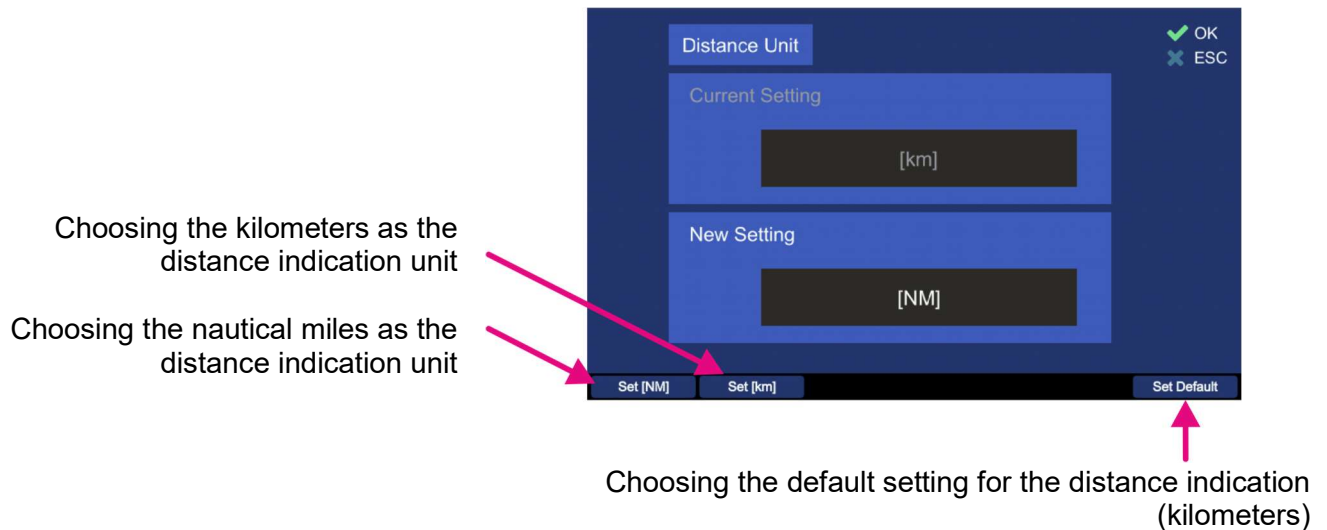 Distance Unit
OK
ESC
Current Setting
[km]
Choosing the kilometers as the
distance indication unit
New Setting
[NM]
Choosing the nautical miles as the
distance indication unit
Set [NM]
Set [km]
Set Default
Choosing the default setting for the distance indication
(kilometers)